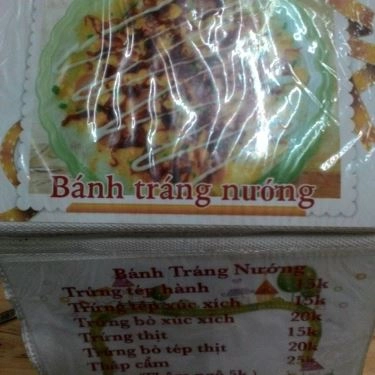 Bánh tráng nướng
Bánh Tráng Nướng
Trứng tép hành 15k
Trứng tép xúc xích 15k
Trứng bò xúc xích 20k
Trứng thịt 15k
Trứng bò tép thịt 20k
Thập cẩm 25k